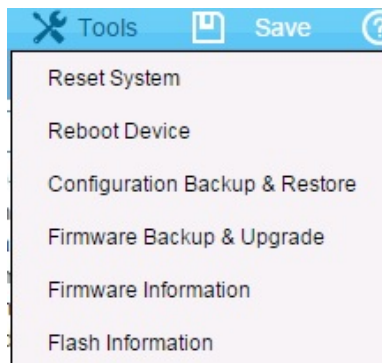 Tools Save
Reset System
Reboot Device
Configuration Backup & Restore
Firmware Backup & Upgrade
Firmware Information
Flash Information